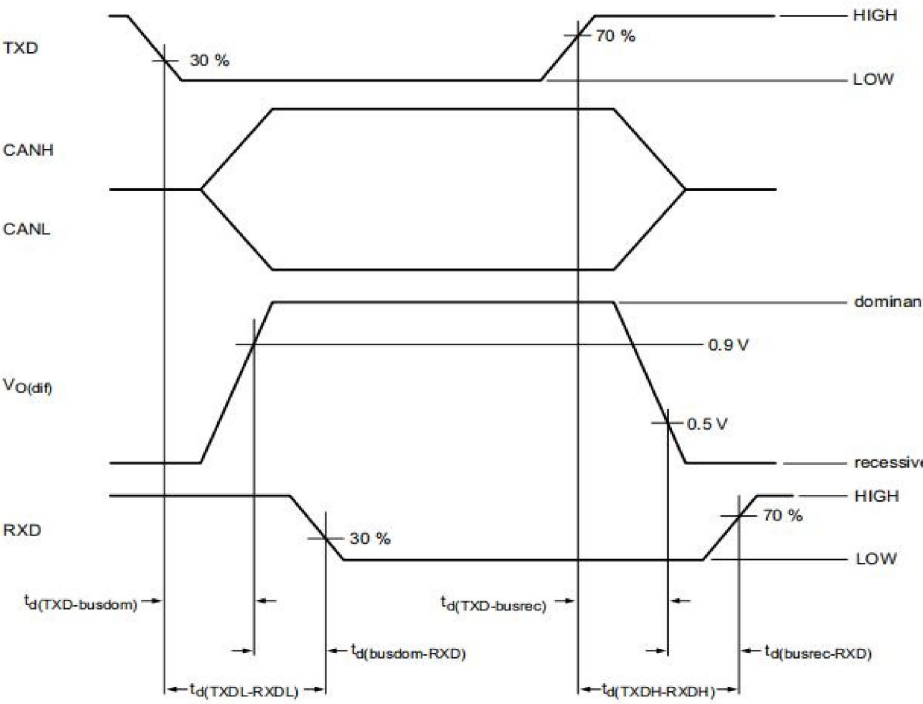 HIGH
TXD
70 %
30 %
LOW
CANH
CANL
dominan
0.9 V
VO(dif)
0.5 V
recessive
HIGH
RXD
70 %
30 %
LOW
td(TXD-busdom)
td(TXD-busrec)
td(busdom-RXD)
td(busrec-RXD)
td(TXDL-RXDL)
td(TXDH-RXDH)